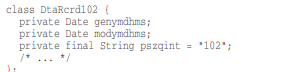 class DtaRcrd102 {
private Date genymdhms;
private Date modymdhms;
private final String pszqint = "102";
/* ... */
};